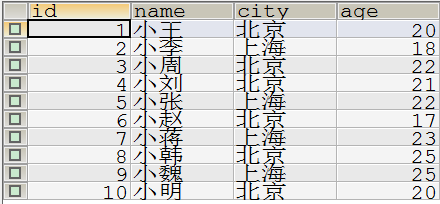 id name city age
1 小王 北京 20
2 小李 上海 18
3 小周 北京 22
4 小刘 北京 21
5 小张 上海 22
6 小赵 北京 17
7 小蒋 上海 23
8 小韩 北京 25
9 小魏 上海 25
10 小明 北京 20